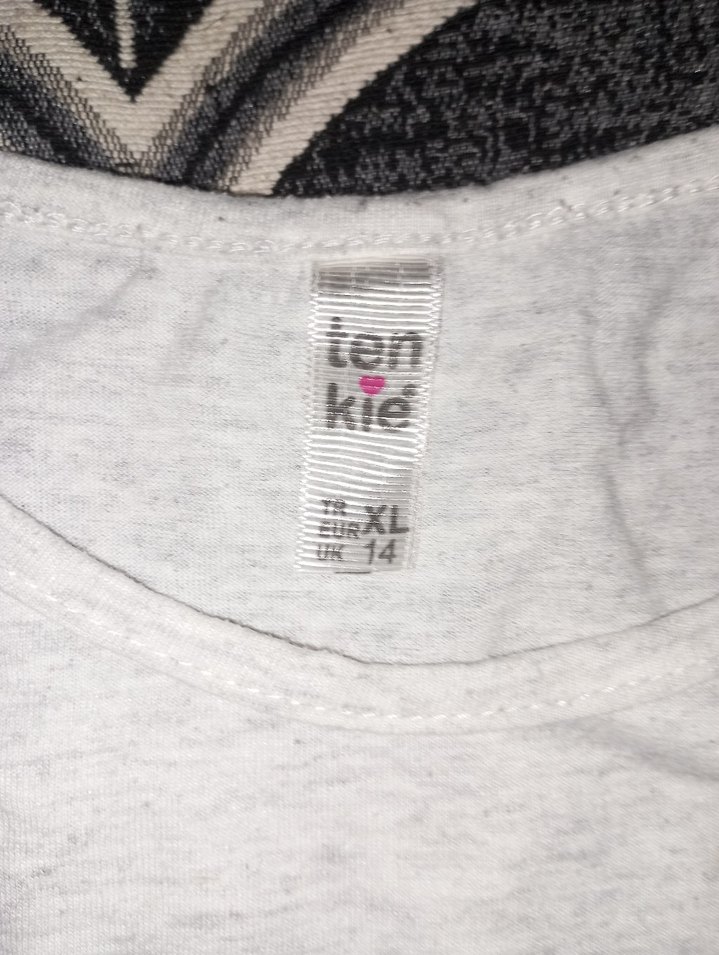 ten
kie
TR
EUR XL
UK 14